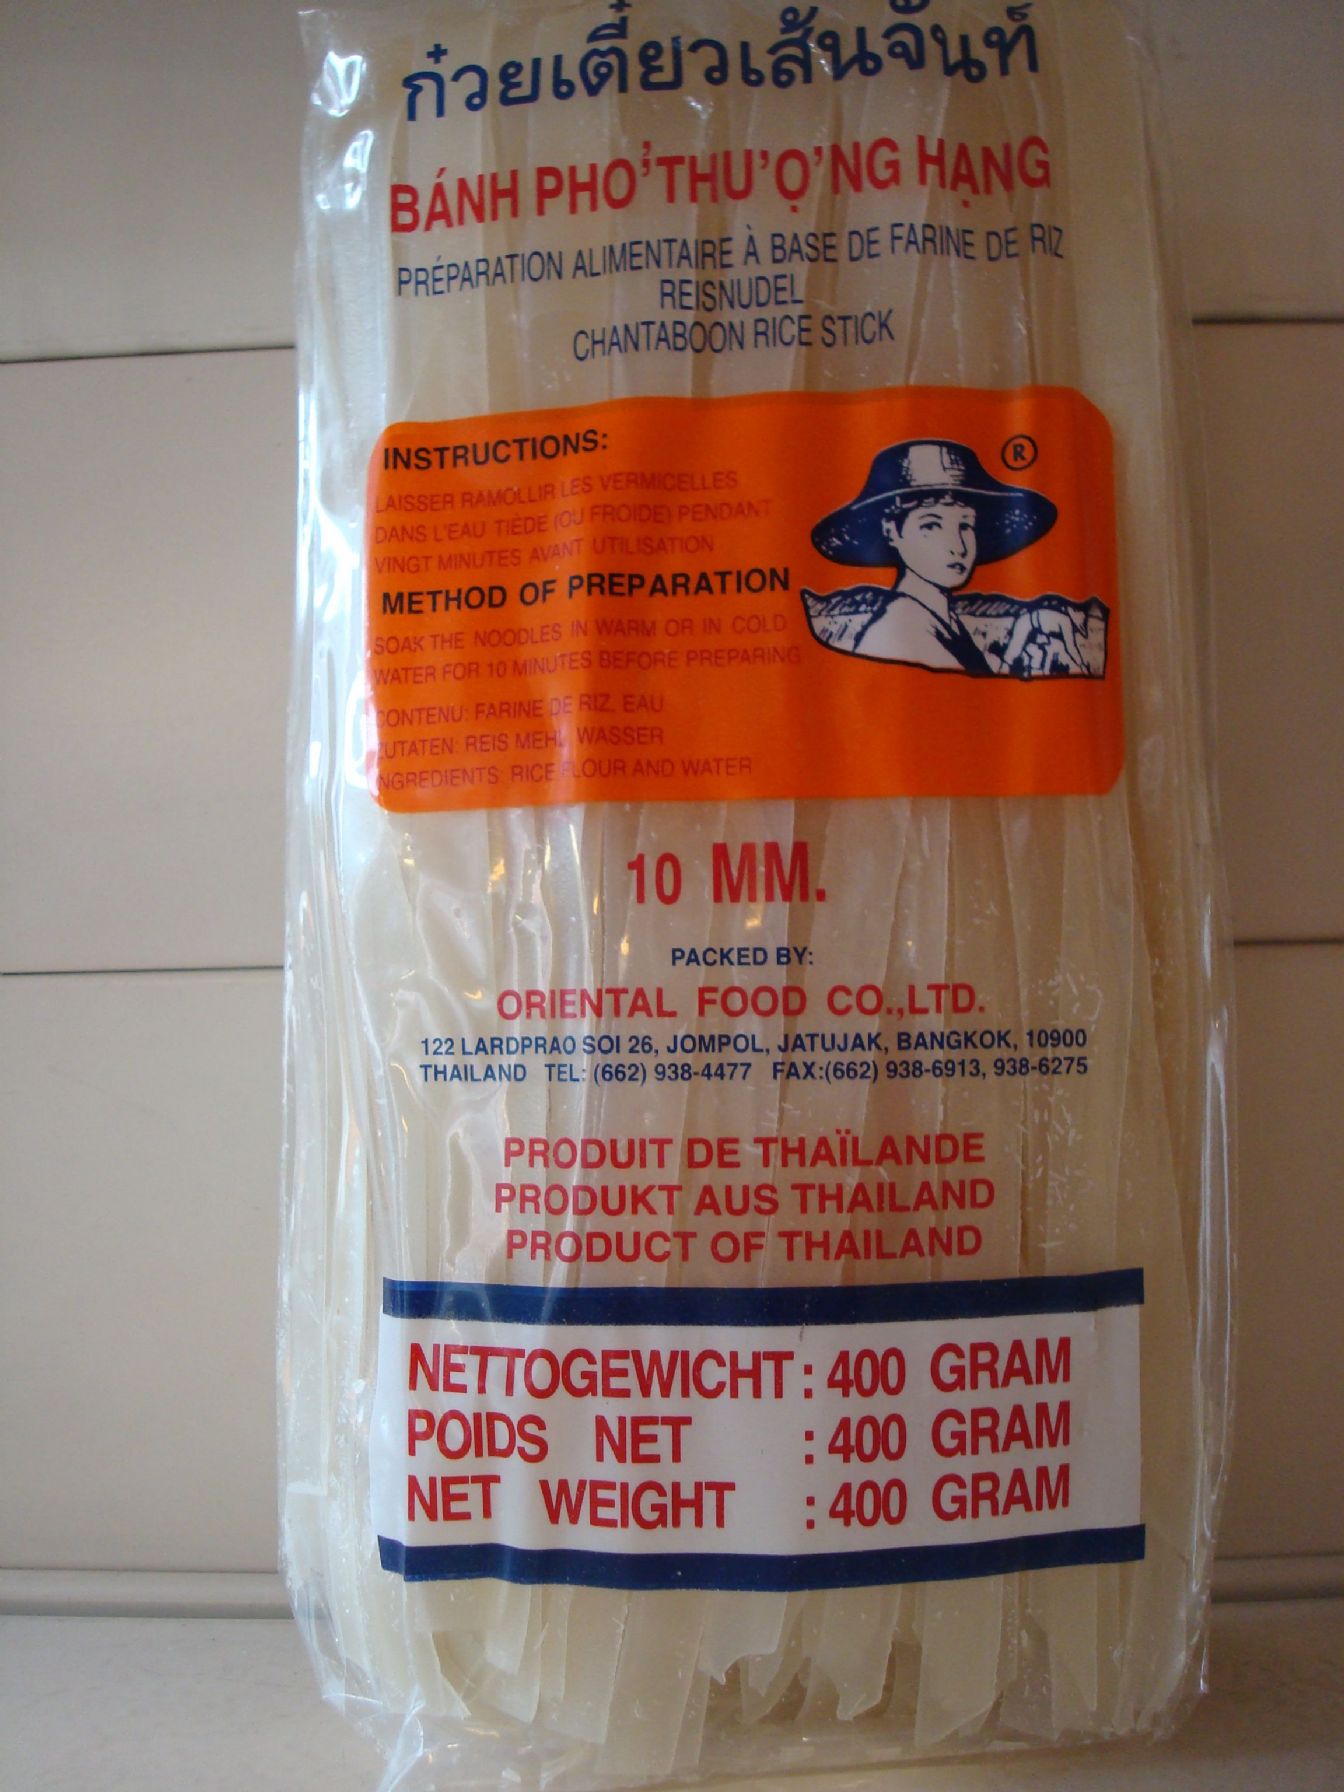 ก๋วยเตี๋ยวเส้นจันท์
BÁNH PHO'̉ THU'O'̣NG HẠNG
PRÉPARATION ALIMENTAIRE À BASE DE FARINE DE RIZ
REISNUDEL
CHANTABOON RICE STICK
INSTRUCTIONS:
LAISSER RAMOLLIR LES VERMICELLES
DANS L'EAU TIÈDE (OU FROIDE) PENDANT
VINGT MINUTES AVANT UTILISATION
METHOD OF PREPARATION
SOAK THE NOODLES IN WARM OR IN COLD
WATER FOR 10 MINUTES BEFORE PREPARING
CONTENU: FARINE DE RIZ, EAU
ZUTATEN: REIS MEHL, WASSER
INGREDIENTS: RICE FLOUR AND WATER
®
10 MM.
PACKED BY:
ORIENTAL FOOD CO.,LTD.
122 LARDPRAO SOI 26, JOMPOL, JATUJAK, BANGKOK, 10900
THAILAND TEL: (662) 938-4477 FAX:(662) 938-6913, 938-6275
PRODUIT DE THAÏLANDE
PRODUKT AUS THAILAND
PRODUCT OF THAILAND
NETTOGEWICHT : 400 GRAM
POIDS NET : 400 GRAM
NET WEIGHT : 400 GRAM